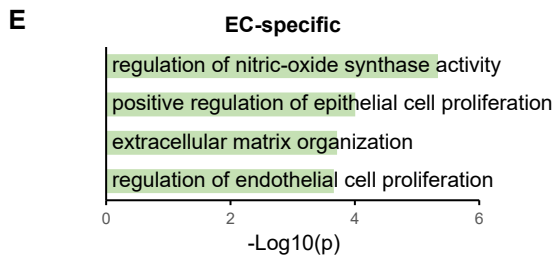 E
EC-specific
regulation of nitric-oxide synthase activity
positive regulation of epithelial cell proliferation
extracellular matrix organization
regulation of endothelial cell proliferation
0 2 4 6
-Log10(p)